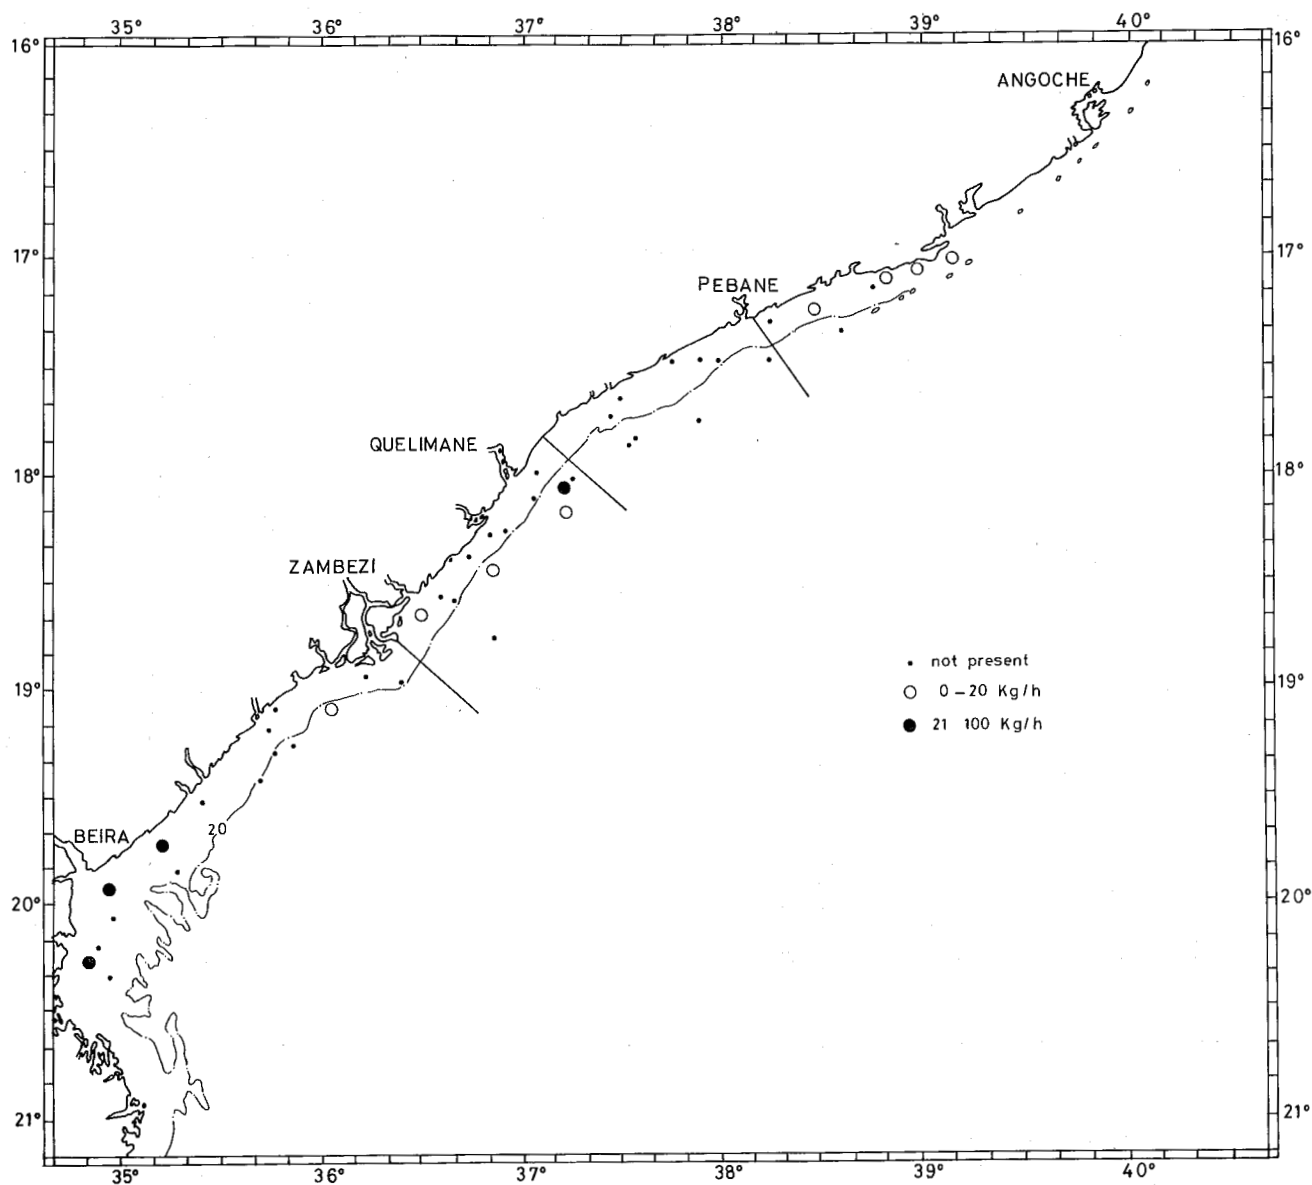 35° 36° 37° 38° 39° 40°
16° 16°
ANGOCHE
17° 17°
PEBANE
QUELIMANE
18° 18°
ZAMBEZI
not present
0-20 Kg/h
19° 19°
21 100 Kg/h
20
BEIRA
20° 20°
21° 21°
35° 36° 37° 38° 39° 40°